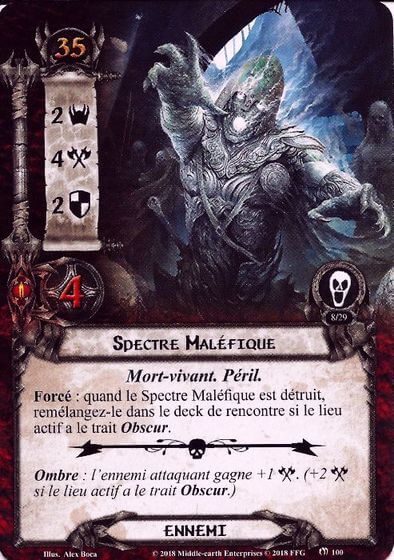 35
2
4
2
4
8/29
Spectre Maléfique
Mort-vivant. Péril.
Forcé : quand le Spectre Maléfique est détruit,
remélangez-le dans le deck de rencontre si le lieu
actif a le trait Obscur.
Ombre : l'ennemi attaquant gagne +1 . (+2
si le lieu actif a le trait Obscur.)
ENNEMI
Illus. Alex Boca © 2018 Middle-earth Enterprises © 2018 FFG 100